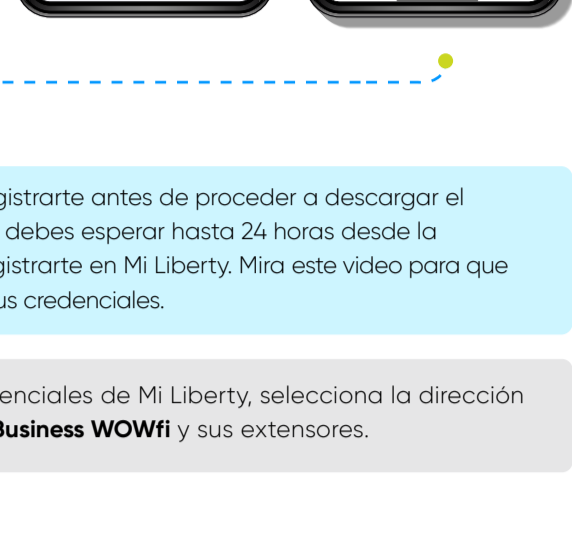 gistrarte antes de proceder a descargar el
debes esperar hasta 24 horas desde la
gistrarte en Mi Liberty. Mira este video para que
us credenciales.
enciales de Mi Liberty, selecciona la dirección
Business WOWfi y sus extensores.